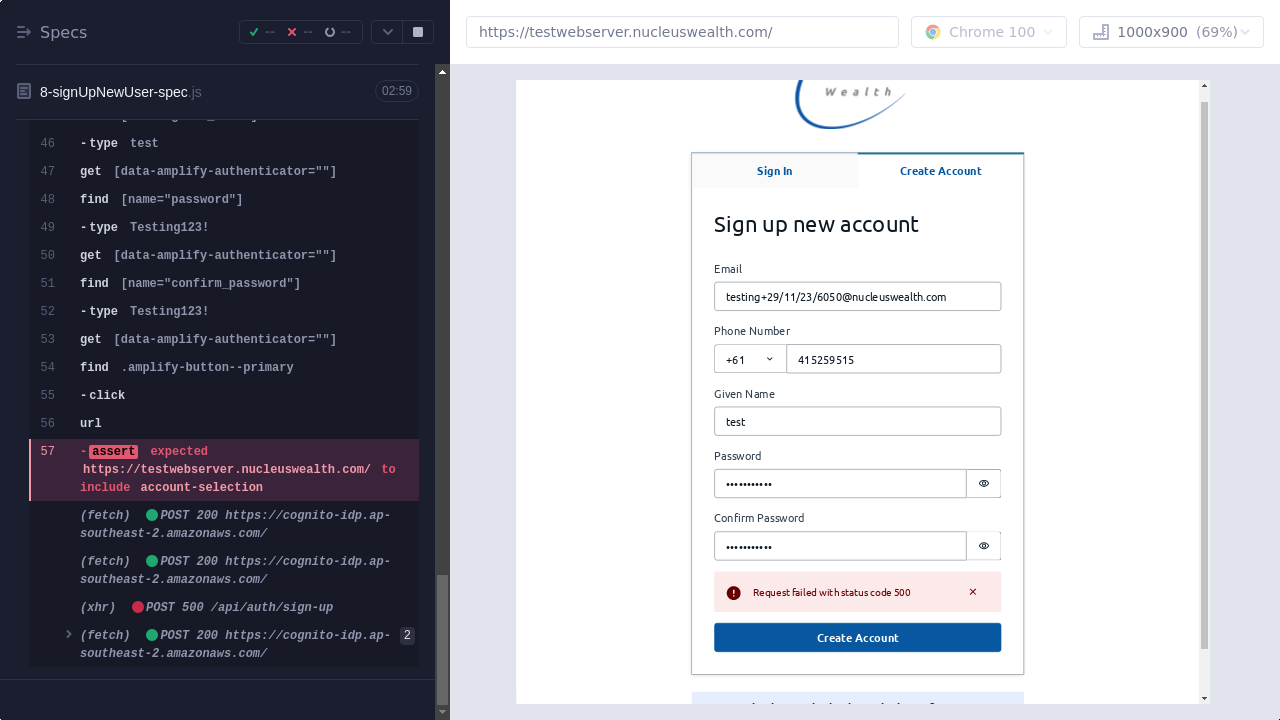 Specs
--
--
--
https://testwebserver.nucleuswealth.com/
Chrome 100
1000x900 (69%)
8-signUpNewUser-spec.js
02:59
46 -type test
47 get [data-amplify-authenticator=""]
48 find [name="password"]
49 -type Testing123!
50 get [data-amplify-authenticator=""]
51 find [name="confirm_password"]
52 -type Testing123!
53 get [data-amplify-authenticator=""]
54 find .amplify-button--primary
55 -click
56 url
57 -assert expected
https://testwebserver.nucleuswealth.com/ to
include account-selection
(fetch) POST 200 https://cognito-idp.ap-
southeast-2.amazonaws.com/
(fetch) POST 200 https://cognito-idp.ap-
southeast-2.amazonaws.com/
(xhr) POST 500 /api/auth/sign-up
(fetch) POST 200 https://cognito-idp.ap-
southeast-2.amazonaws.com/
2
Wealth
Sign In
Create Account
Sign up new account
Email
testing+29/11/23/6050@nucleuswealth.com
Phone Number
+61
415259515
Given Name
test
Password
•••••••••••
Confirm Password
•••••••••••
Request failed with status code 500
Create Account